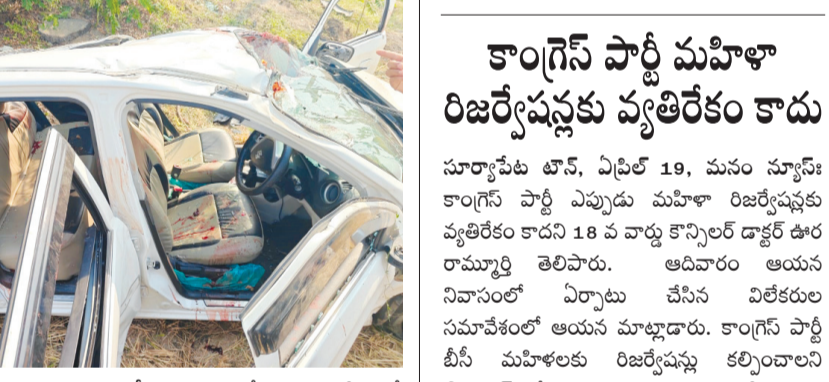 కాంగ్రెస్ పార్టీ మహిళా
రిజర్వేషన్లకు వ్యతిరేకం కాదు
సూర్యాపేట టౌన్, ఏప్రిల్ 19, మనం న్యూస్:
కాంగ్రెస్ పార్టీ ఎప్పుడు మహిళా రిజర్వేషన్లకు
వ్యతిరేకం కాదని 18 వ వార్డు కౌన్సిలర్ డాక్టర్ ఊర
రామ్మూర్తి తెలిపారు. ఆదివారం ఆయన
నివాసంలో ఏర్పాటు చేసిన విలేకరుల
సమావేశంలో ఆయన మాట్లాడారు. కాంగ్రెస్ పార్టీ
బీసీ మహిళలకు రిజర్వేషన్లు కల్పించాలని